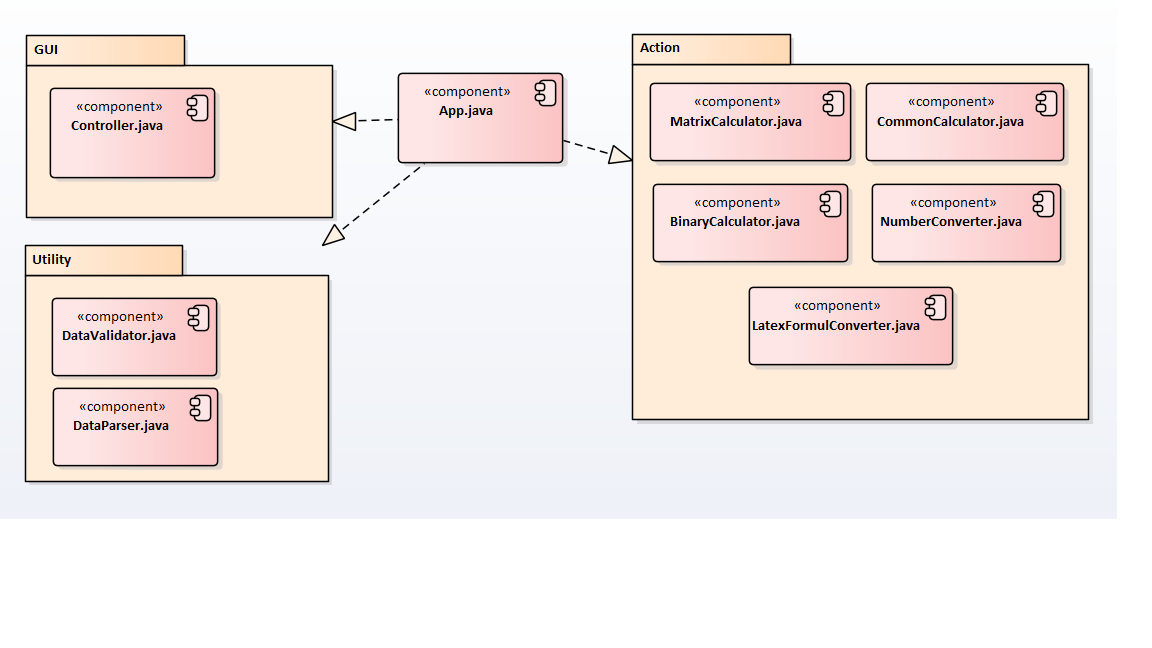 GUI
«component»
Controller.java
«component»
App.java
Action
«component»
MatrixCalculator.java
«component»
CommonCalculator.java
«component»
BinaryCalculator.java
«component»
NumberConverter.java
«component»
LatexFormulConverter.java
Utility
«component»
DataValidator.java
«component»
DataParser.java